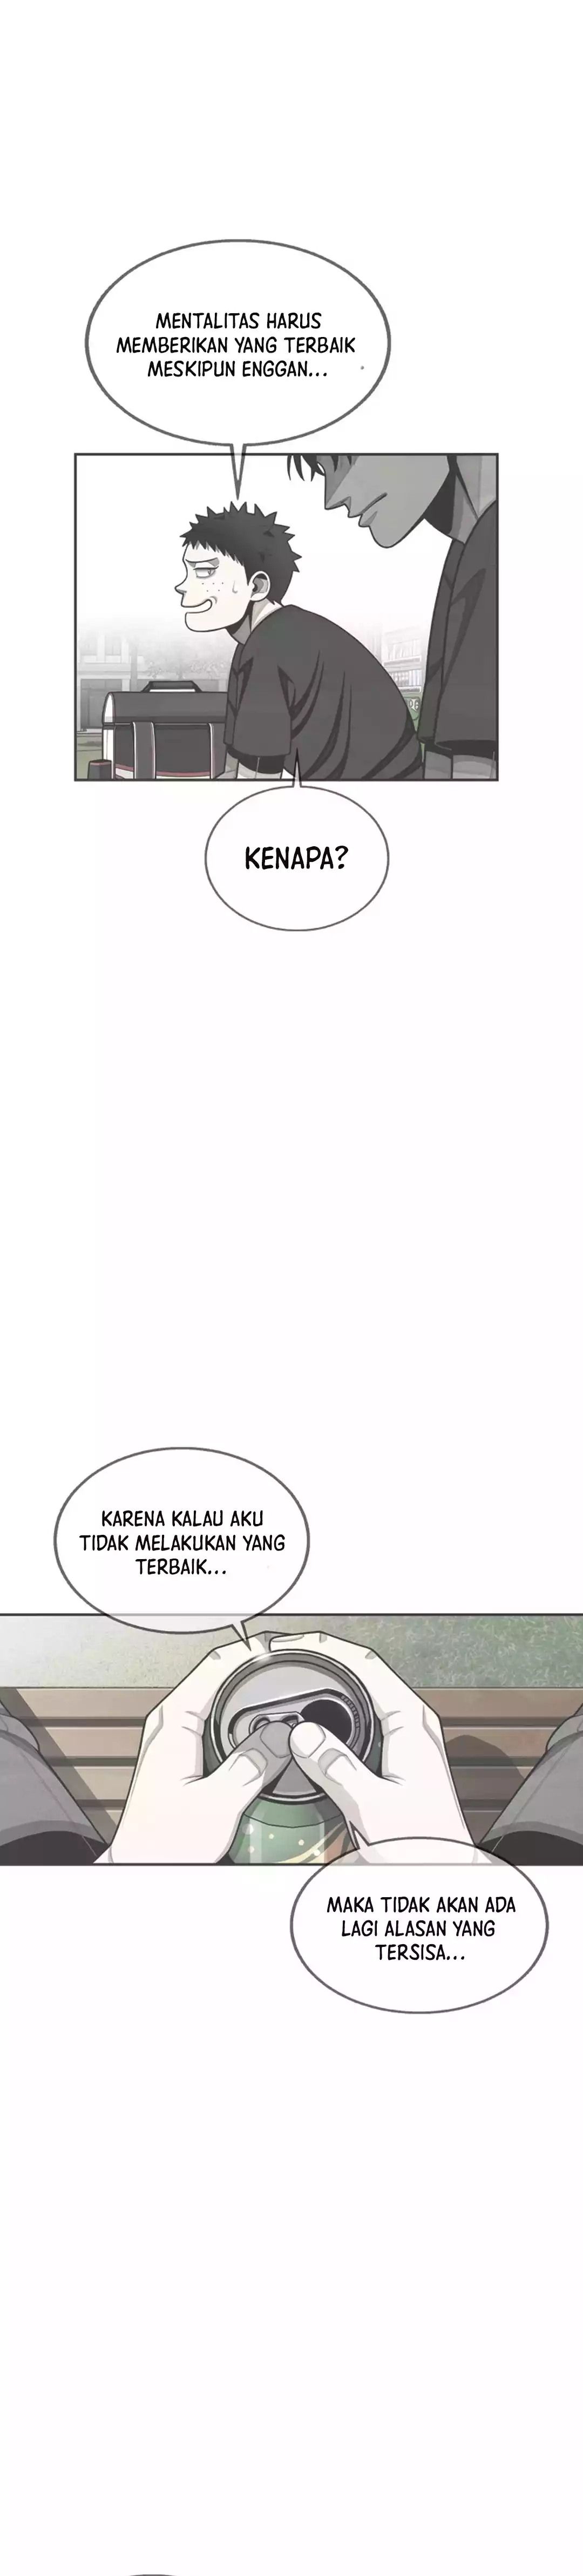 MENTALITAS HARUS
MEMBERIKAN YANG TERBAIK
MESKIPUN ENGGAN...
KENAPA?
KARENA KALAU AKU
TIDAK MELAKUKAN YANG
TERBAIK...
MAKA TIDAK AKAN ADA
LAGI ALASAN YANG
TERSISA...